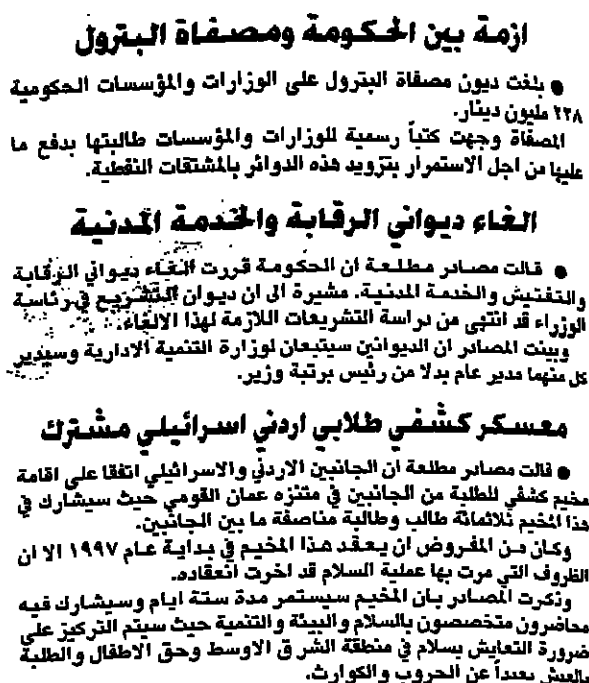 ازمة بين الحكومة ومصفاة البترول
● بلغت ديون مصفاة البترول على الوزارات والمؤسسات الحكومية
٢٣٨ مليون دينار.
المصفاة وجهت كتباً رسمية للوزارات والمؤسسات طالبتها بدفع ما
عليها من اجل الاستمرار بتزويد هذه الدوائر بالمشتقات النفطية.
الغاء ديواني الرقابة والخدمة المدنية
● قالت مصادر مطلعة ان الحكومة قررت الغاء ديواني الرقابة
والتفتيش والخدمة المدنية. مشيرة الى ان ديوان التشريع في رئاسة
الوزراء قد انتهى من دراسة التشريعات اللازمة لهذا الالغاء.
وبينت المصادر ان الديوانين سيتبعان لوزارة التنمية الادارية وسيدير
كل منهما مدير عام بدلا من رئيس برتبة وزير.
معسكر كشفي طلابي اردني اسرائيلي مشترك
● قالت مصادر مطلعة ان الجانبين الاردني والاسرائيلي اتفقا على اقامة
مخيم كشفي للطلبة من الجانبين في منتزه عمان القومي حيث سيشارك في
هذا المخيم ثلاثمائة طالب وطالبة مناصفة ما بين الجانبين.
وكان من المفروض ان يعقد هذا المخيم في بداية عام ١٩٩٧ الا ان
الظروف التي مرت بها عملية السلام قد اخرت انعقاده.
وذكرت المصادر بان المخيم سيستمر مدة ستة ايام وسيشارك فيه
محاضرون متخصصون بالسلام والبيئة والتنمية حيث سيتم التركيز على
ضرورة التعايش بسلام في منطقة الشرق الاوسط وحق الاطفال والطلبة
بالعيش بعيداً عن الحروب والكوارث.